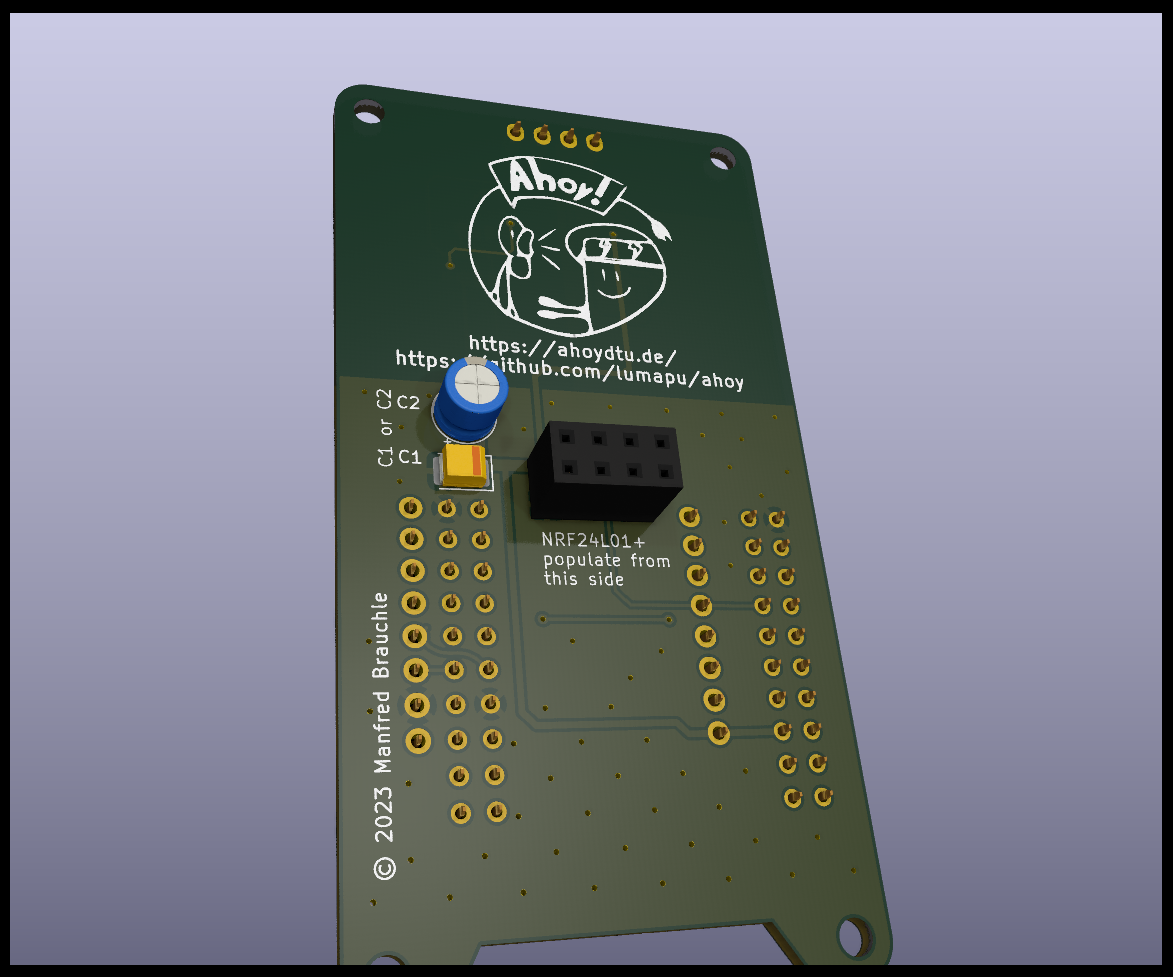 Ahoy!
https://ahoydtu.de/
https://github.com/lumapu/ahoy
C1 or C2
C2
C1
+
NRF24L01+
populate from
this side
© 2023 Manfred Brauchle